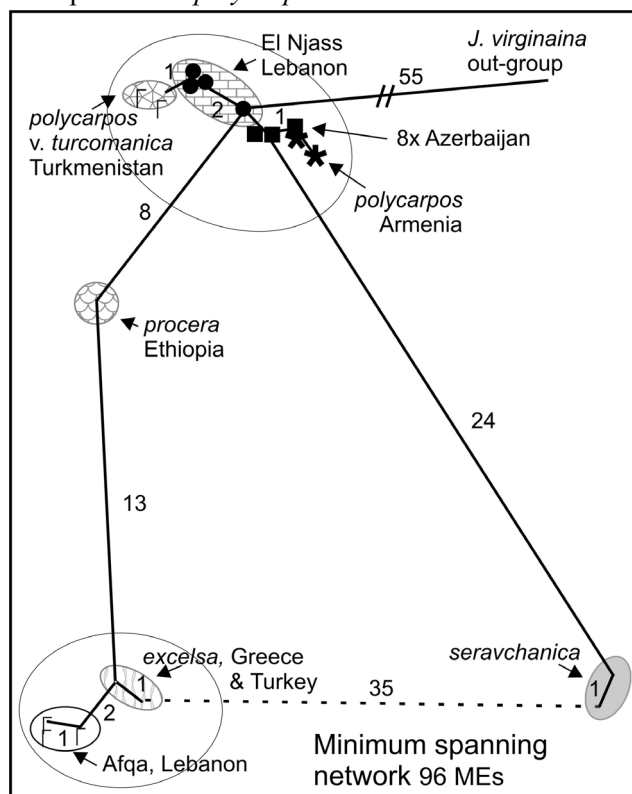 El Njass
Lebanon
J. virginaina
out-group
55
1
2
1
polycarpos
v. turcomanica
Turkmenistan
8x Azerbaijan
polycarpos
Armenia
8
procera
Ethiopia
24
13
excelsa, Greece
& Turkey
1
2
1
Afqa, Lebanon
35
seravchanica
1
Minimum spanning
network 96 MEs